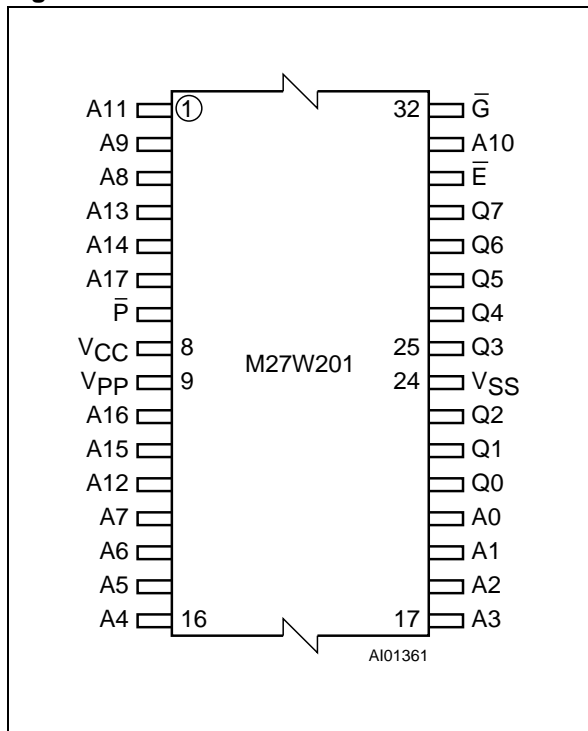 A11 1 32 G̅
A9 A10
A8 E̅
A13 Q7
A14 Q6
A17 Q5
P̅ Q4
VCC 8 25 Q3
M27W201
VPP 9 24 VSS
A16 Q2
A15 Q1
A12 Q0
A7 A0
A6 A1
A5 A2
A4 16 17 A3
AI01361